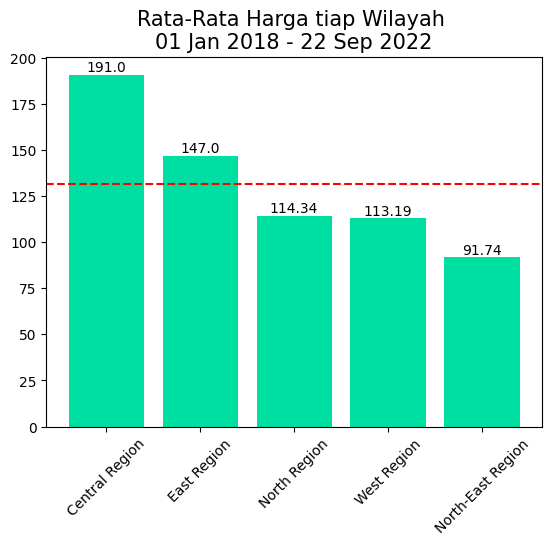 Rata-Rata Harga tiap Wilayah
01 Jan 2018 - 22 Sep 2022
200
175
150
125
100
75
50
25
0
191.0
147.0
114.34
113.19
91.74
Central Region
East Region
North Region
West Region
North-East Region